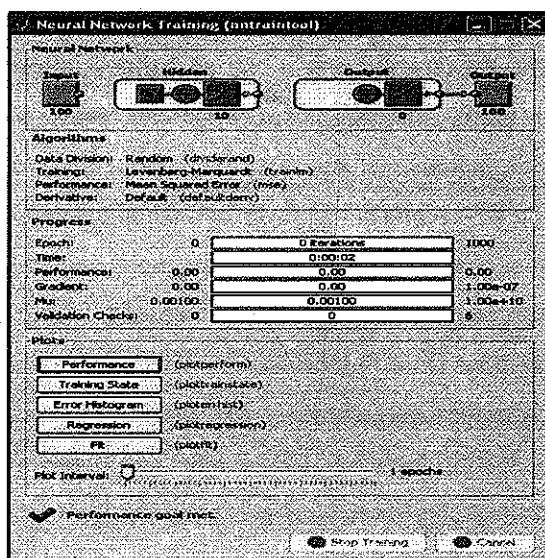 Neural Network Training (nntraintool)
Neural Network
Input
Hidden
Output
Output
100
10
0
100
Algorithms
Data Division: Random (dividerand)
Training: Levenberg-Marquardt (trainlm)
Performance: Mean Squared Error (mse)
Derivative: Default (defaultderiv)
Progress
Epoch: 0 0 iterations 1000
Time: 0:00:02
Performance: 0.00 0.00 0.00
Gradient: 0.00 0.00 1.00e-07
Mu: 0.00100 0.00100 1.00e+10
Validation Checks: 0 0 6
Plots
Performance (plotperform)
Training State (plottrainstate)
Error Histogram (ploterrhist)
Regression (plotregression)
Fit (plotfit)
Plot Interval: 1 epochs
Performance goal met.
Stop Training Cancel